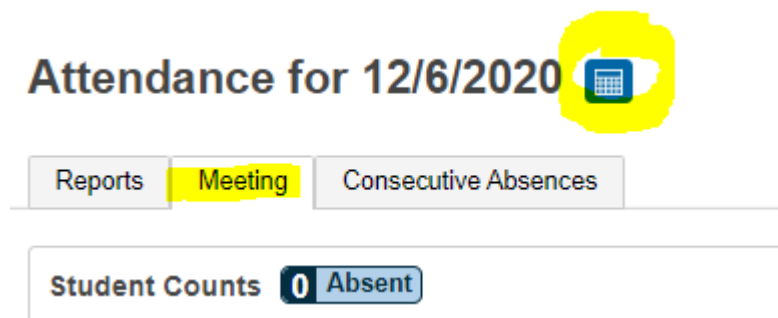 Attendance for 12/6/2020
Reports Meeting Consecutive Absences
Student Counts 0 Absent